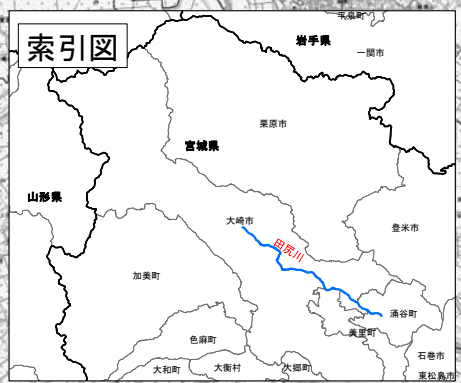 索引図
平泉町
岩手県
一関市
栗原市
宮城県
山形県
大崎市
登米市
田尻川
加美町
涌谷町
美里町
色麻町
石巻市
大和町
大衡村
大郷町
東松島市